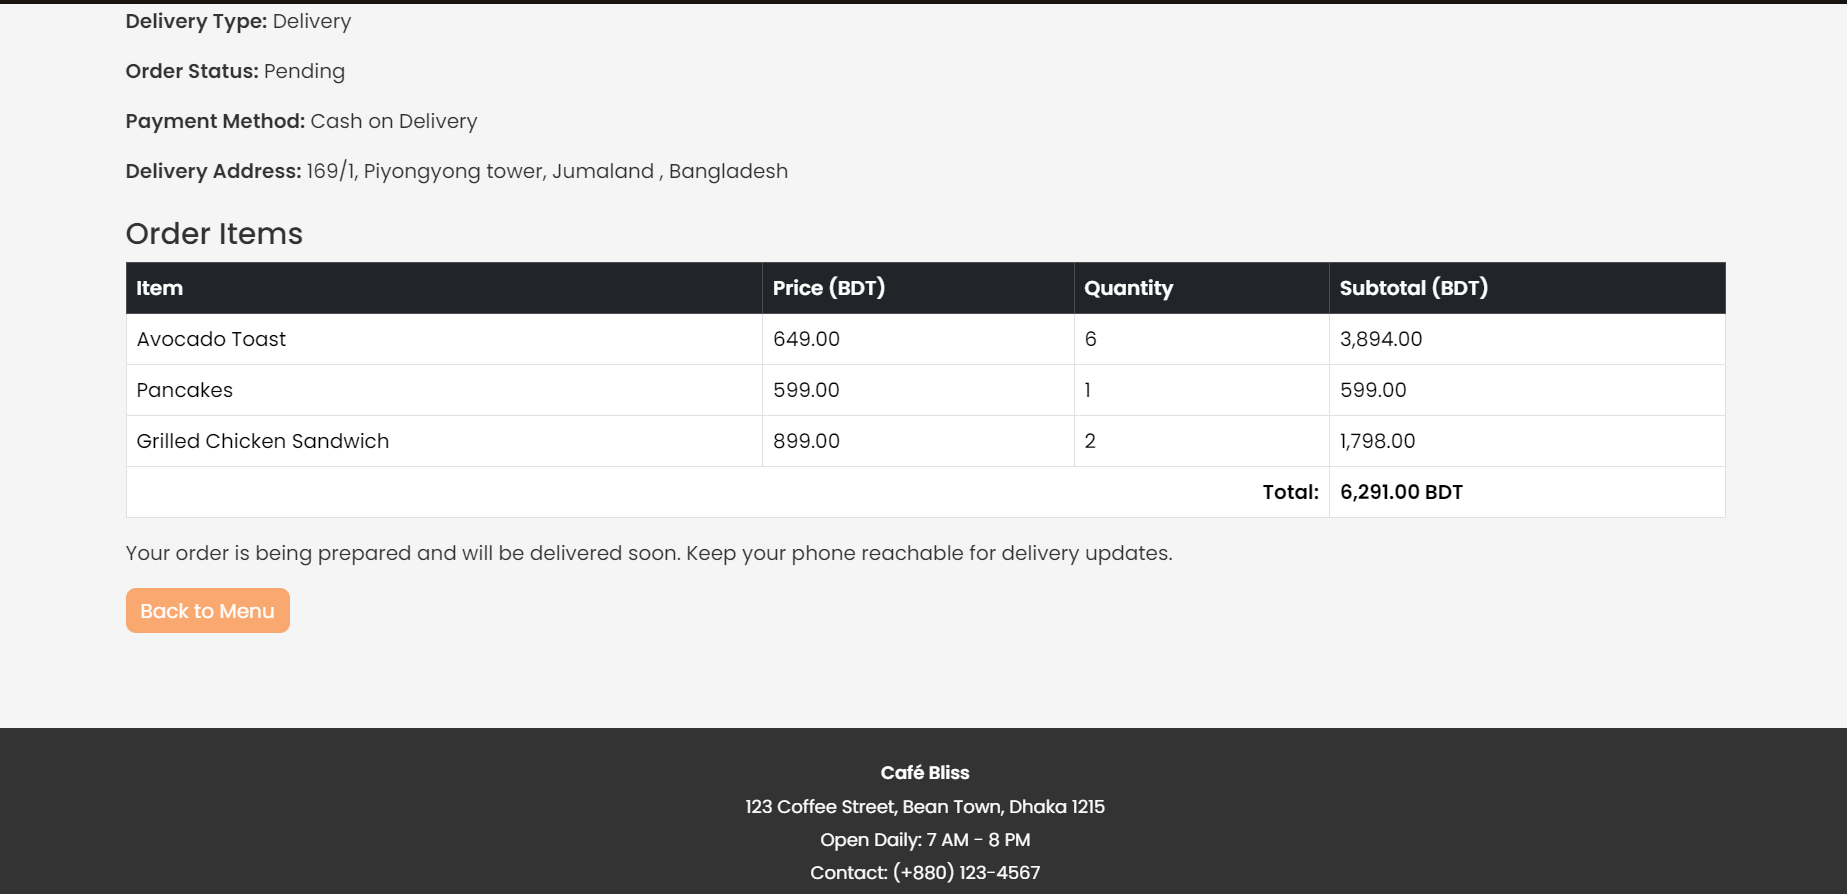 Delivery Type: Delivery
Order Status: Pending
Payment Method: Cash on Delivery
Delivery Address: 169/1, Piyongyong tower, Jumaland , Bangladesh
Order Items
Item Price (BDT) Quantity Subtotal (BDT)
Avocado Toast 649.00 6 3,894.00
Pancakes 599.00 1 599.00
Grilled Chicken Sandwich 899.00 2 1,798.00
Total: 6,291.00 BDT
Your order is being prepared and will be delivered soon. Keep your phone reachable for delivery updates.
Back to Menu
Café Bliss
123 Coffee Street, Bean Town, Dhaka 1215
Open Daily: 7 AM - 8 PM
Contact: (+880) 123-4567